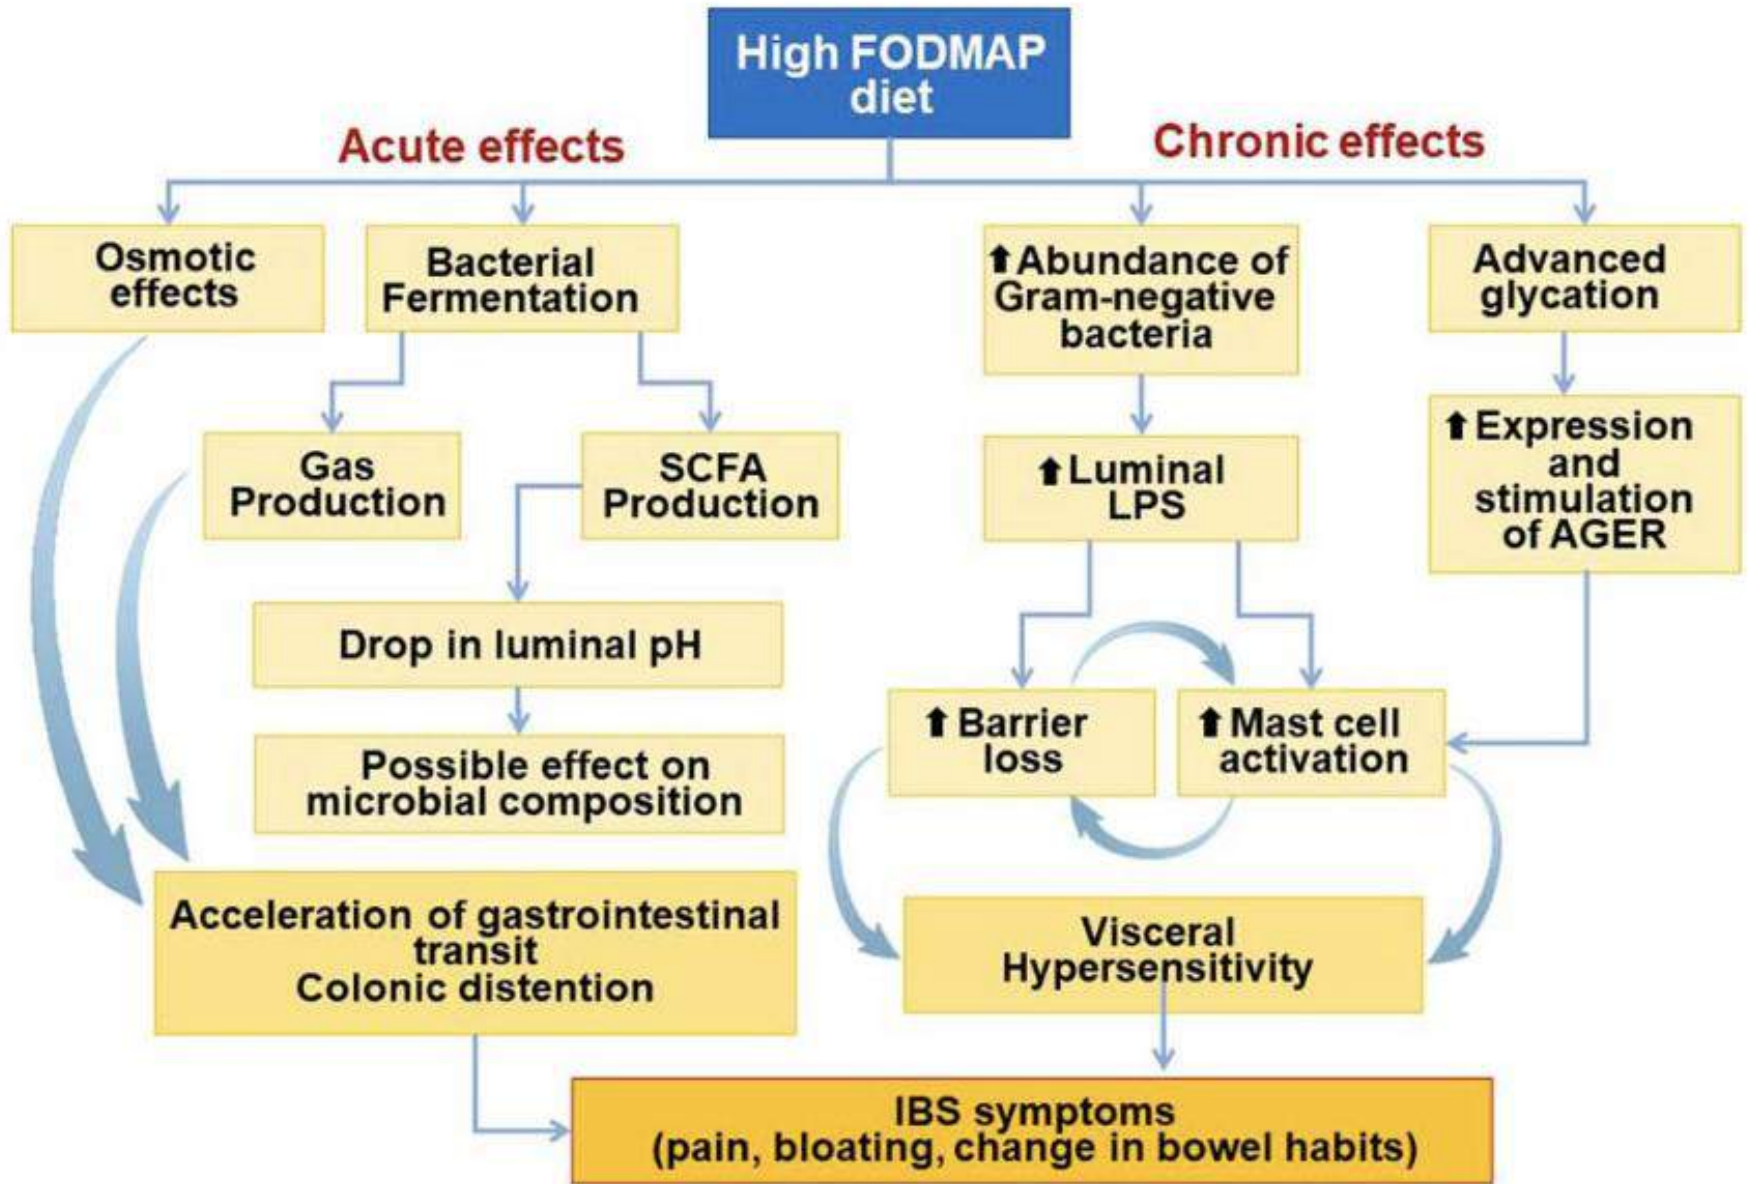 High FODMAP
diet
Acute effects
Chronic effects
Osmotic
effects
Bacterial
Fermentation
⬆Abundance of
Gram-negative
bacteria
Advanced
glycation
Gas
Production
SCFA
Production
⬆Luminal
LPS
⬆Expression
and
stimulation
of AGER
Drop in luminal pH
⬆Barrier
loss
⬆Mast cell
activation
Possible effect on
microbial composition
Acceleration of gastrointestinal
transit
Colonic distention
Visceral
Hypersensitivity
IBS symptoms
(pain, bloating, change in bowel habits)